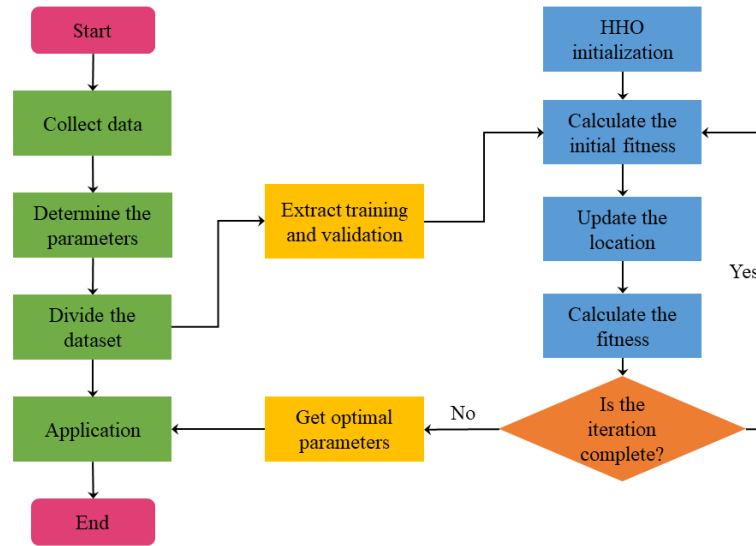 Start
Collect data
Determine the
parameters
Divide the
dataset
Application
End
Extract training
and validation
Get optimal
parameters
No
HHO
initialization
Calculate the
initial fitness
Update the
location
Calculate the
fitness
Is the
iteration
complete?
Yes